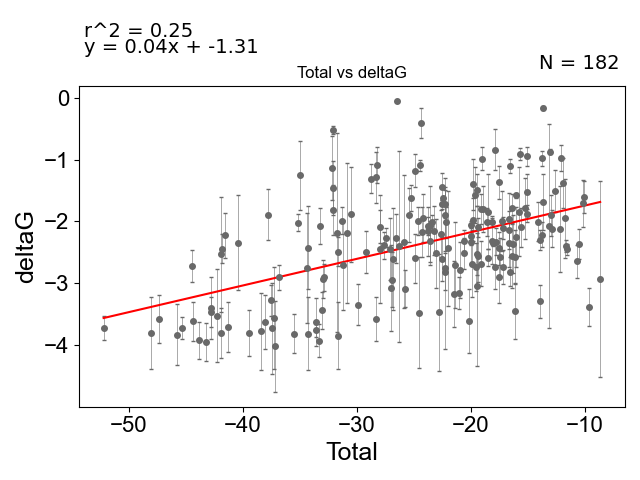 r^2 = 0.25
y = 0.04x + -1.31
N = 182
Total vs deltaG
0
−1
−2
−3
−4
deltaG
−50
−40
−30
−20
−10
Total